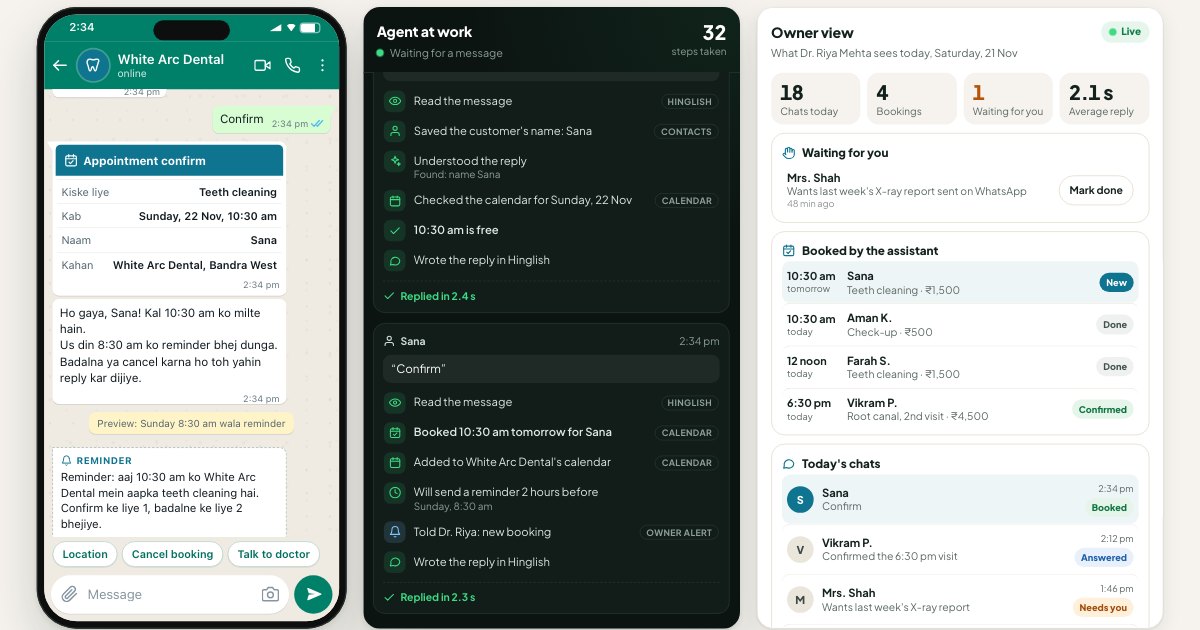 2:34
White Arc Dental
online
2:34 pm
Confirm 2:34 pm
Appointment confirm
Kiske liye Teeth cleaning
Kab Sunday, 22 Nov, 10:30 am
Naam Sana
Kahan White Arc Dental, Bandra West
2:34 pm
Ho gaya, Sana! Kal 10:30 am ko milte
hain.
Us din 8:30 am ko reminder bhej dunga.
Badalna ya cancel karna ho toh yahin
reply kar dijiye.
2:34 pm
Preview: Sunday 8:30 am wala reminder
REMINDER
Reminder: aaj 10:30 am ko White Arc
Dental mein aapka teeth cleaning hai.
Confirm ke liye 1, badalne ke liye 2
bhejiye.
Location Cancel booking Talk to doctor
Message
Agent at work
Waiting for a message
32
steps taken
Read the message HINGLISH
Saved the customer's name: Sana CONTACTS
Understood the reply
Found: name Sana
Checked the calendar for Sunday, 22 Nov CALENDAR
10:30 am is free
Wrote the reply in Hinglish
Replied in 2.4 s
Sana 2:34 pm
“Confirm”
Read the message HINGLISH
Booked 10:30 am tomorrow for Sana CALENDAR
Added to White Arc Dental's calendar CALENDAR
Will send a reminder 2 hours before
Sunday, 8:30 am
Told Dr. Riya: new booking OWNER ALERT
Wrote the reply in Hinglish
Replied in 2.3 s
Owner view
Live
What Dr. Riya Mehta sees today, Saturday, 21 Nov
18
Chats today
4
Bookings
1
Waiting for you
2.1 s
Average reply
Waiting for you
Mrs. Shah
Wants last week's X-ray report sent on WhatsApp
48 min ago
Mark done
Booked by the assistant
10:30 am Sana
tomorrow Teeth cleaning · ₹1,500
New
10:30 am Aman K.
today Check-up · ₹500
Done
12 noon Farah S.
today Teeth cleaning · ₹1,500
Done
6:30 pm Vikram P.
today Root canal, 2nd visit · ₹4,500
Confirmed
Today's chats
S
Sana 2:34 pm
Confirm Booked
V
Vikram P. 2:12 pm
Confirmed the 6:30 pm visit Answered
M
Mrs. Shah 1:46 pm
Wants last week's X-ray report Needs you